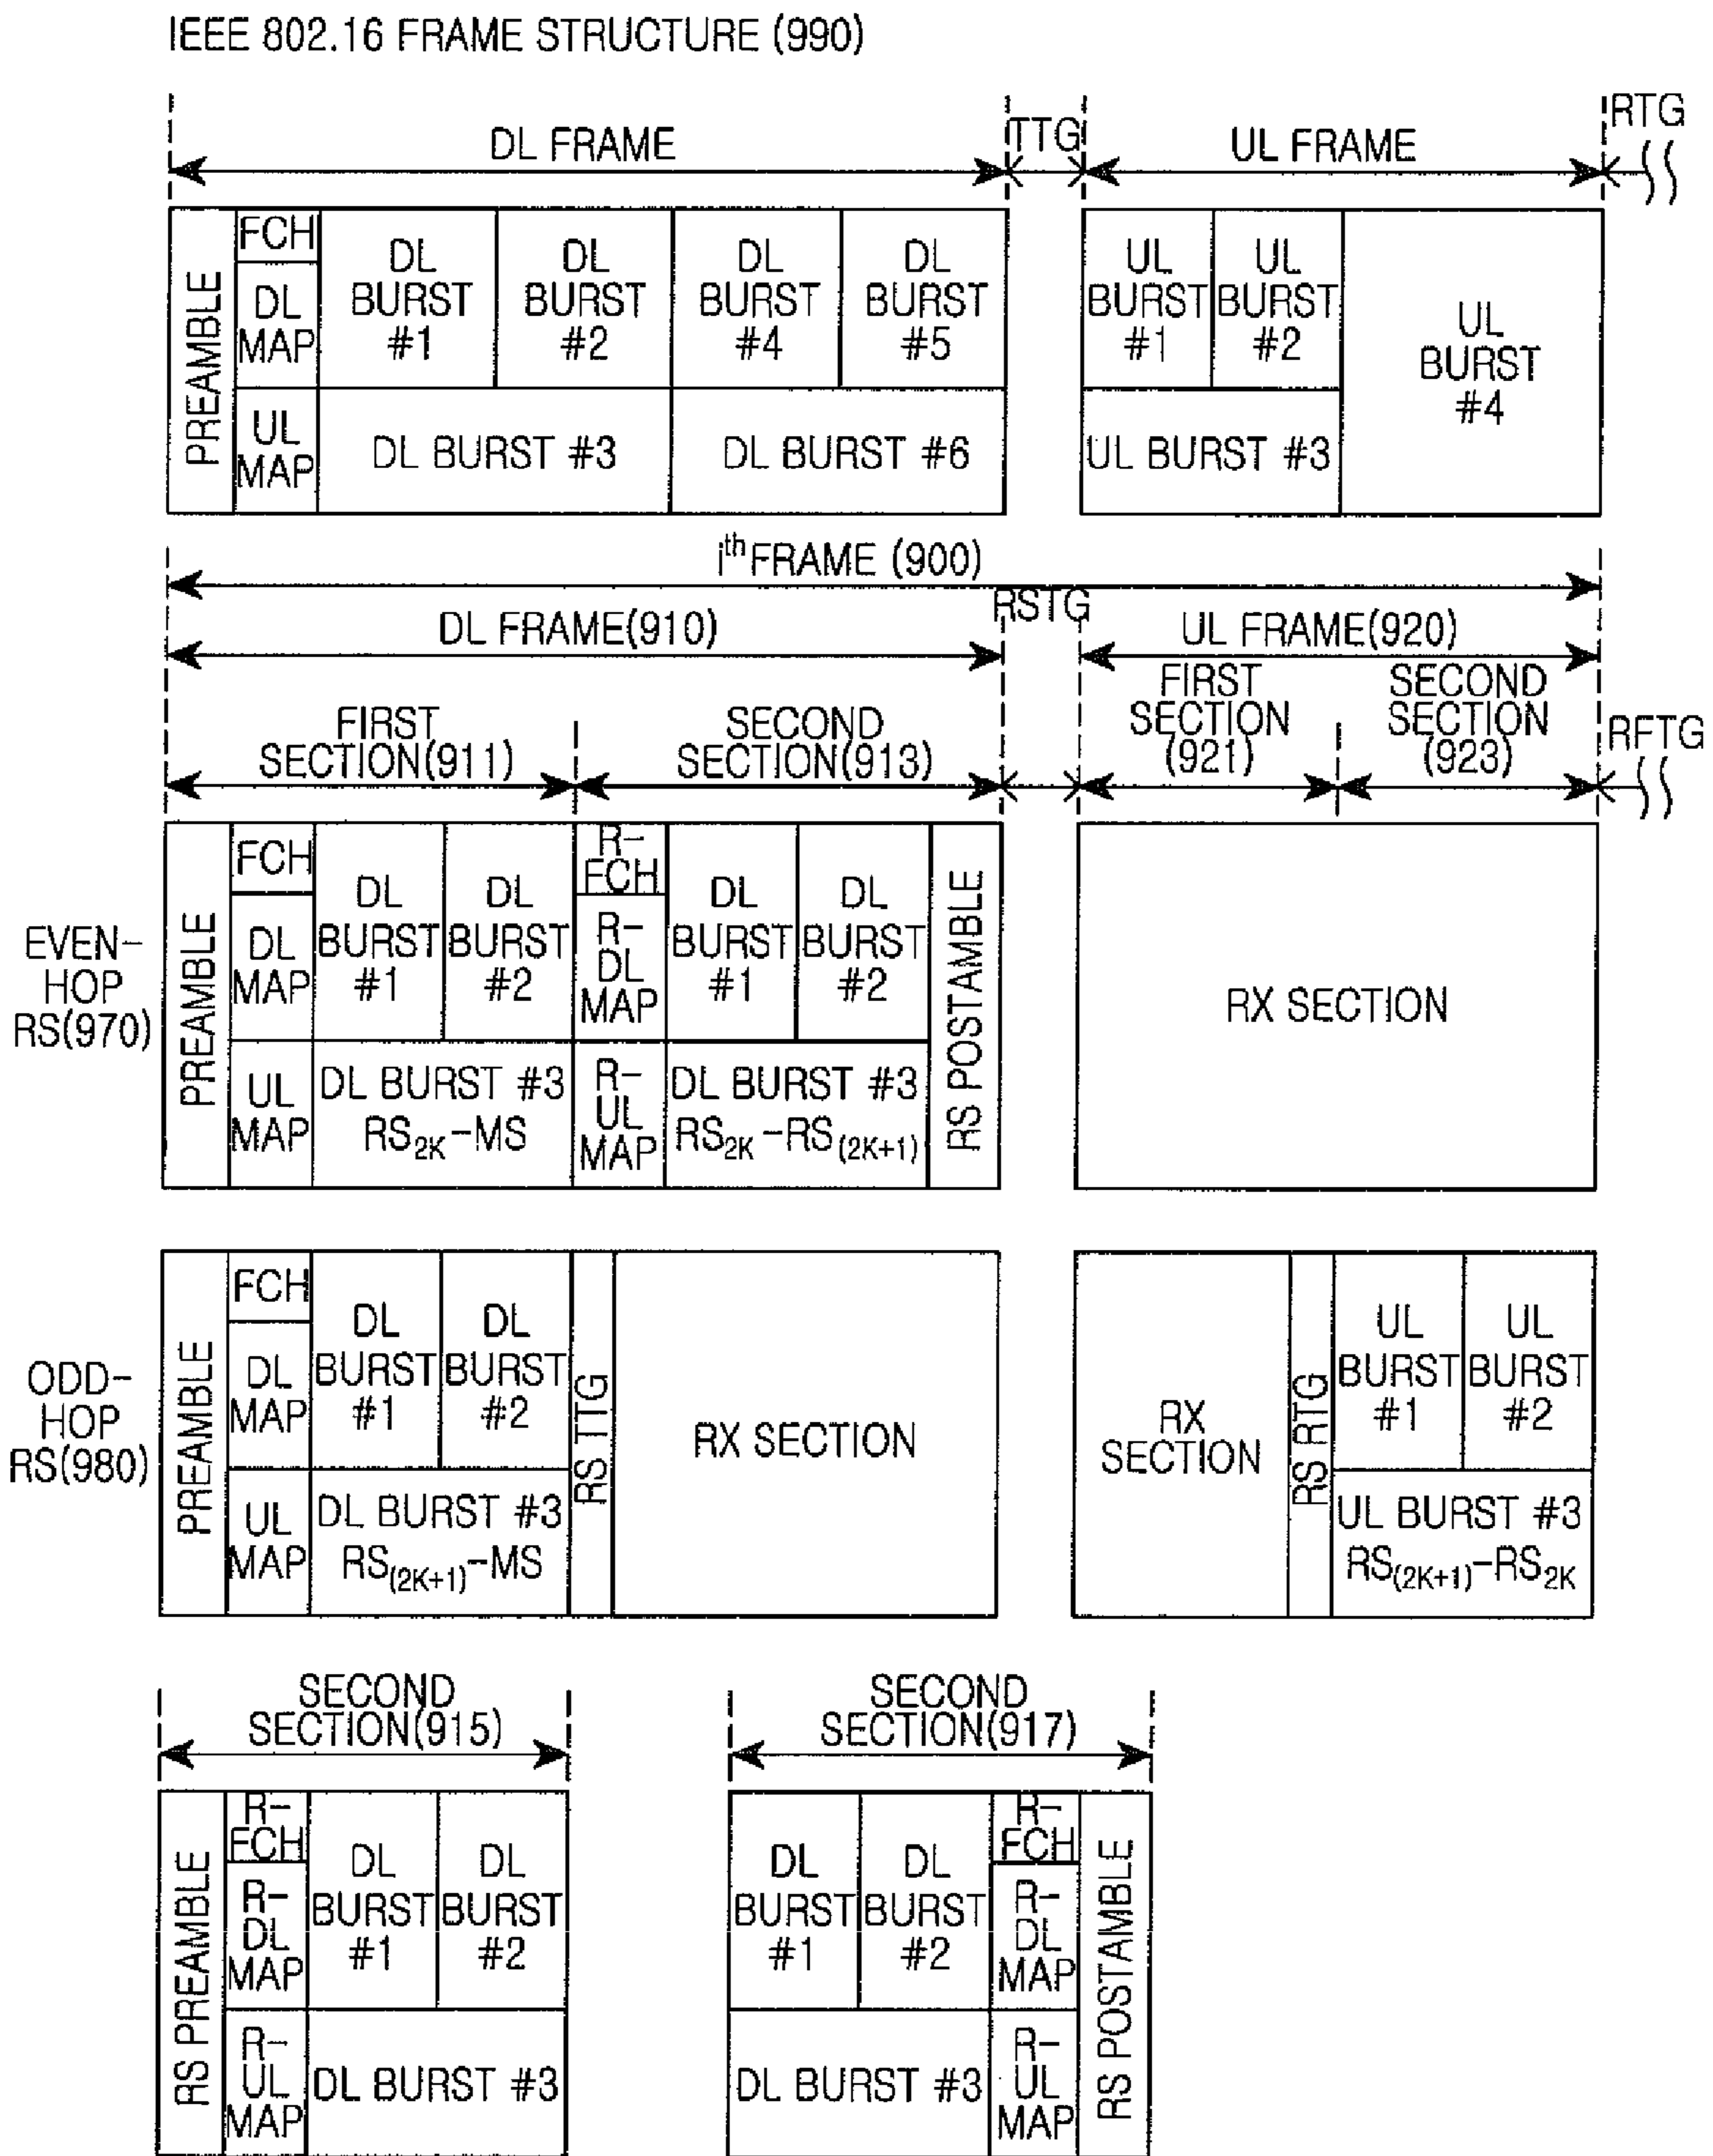 IEEE 802.16 FRAME STRUCTURE (990)
DL FRAME
TTG
UL FRAME
RTG
PREAMBLE
FCH
DL
MAP
UL
MAP
DL
BURST
#1
DL
BURST
#2
DL
BURST
#4
DL
BURST
#5
DL BURST #3
DL BURST #6
UL
BURST
#1
UL
BURST
#2
UL BURST #3
UL
BURST
#4
ith FRAME (900)
DL FRAME(910)
RSTG
UL FRAME(920)
FIRST
SECTION(911)
SECOND
SECTION(913)
FIRST
SECTION
(921)
SECOND
SECTION
(923)
RFTG
EVEN-
HOP
RS(970)
PREAMBLE
FCH
DL
MAP
UL
MAP
DL
BURST
#1
DL
BURST
#2
DL BURST #3
RS2K-MS
R-
FCH
R-
DL
MAP
R-
UL
MAP
DL
BURST
#1
DL
BURST
#2
DL BURST #3
RS2K-RS(2K+1)
RS POSTAMBLE
RX SECTION
ODD-
HOP
RS(980)
PREAMBLE
FCH
DL
MAP
UL
MAP
DL
BURST
#1
DL
BURST
#2
DL BURST #3
RS(2K+1)-MS
RS TTG
RX SECTION
RX
SECTION
RS RTG
UL
BURST
#1
UL
BURST
#2
UL BURST #3
RS(2K+1)-RS2K
SECOND
SECTION(915)
RS PREAMBLE
R-
FCH
R-
DL
MAP
R-
UL
MAP
DL
BURST
#1
DL
BURST
#2
DL BURST #3
SECOND
SECTION(917)
DL
BURST
#1
DL
BURST
#2
DL BURST #3
R-
FCH
R-
DL
MAP
R-
UL
MAP
RS POSTAMBLE